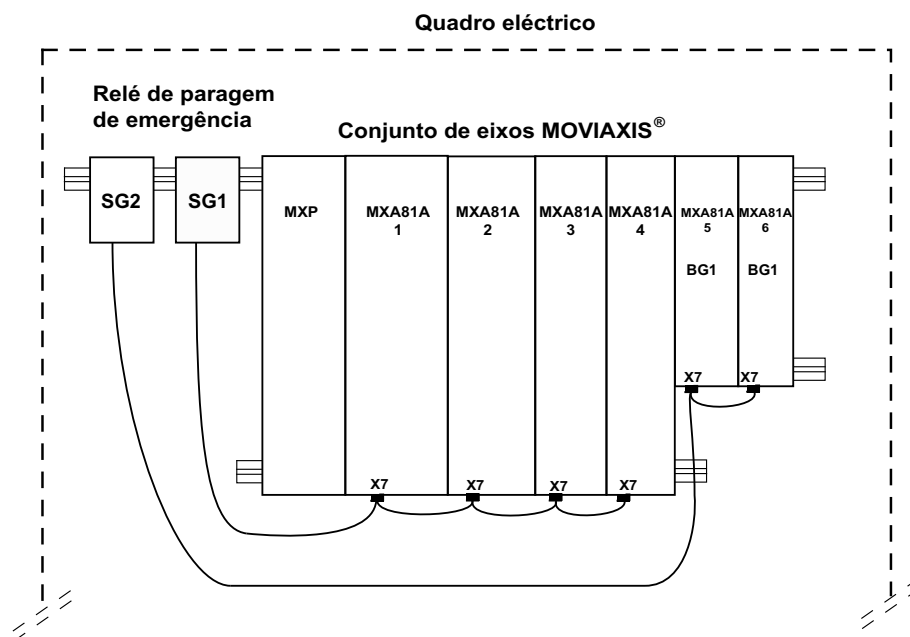 Quadro eléctrico
Relé de paragem
de emergência
Conjunto de eixos MOVIAXIS®
SG2
SG1
MXP
MXA81A
1
MXA81A
2
MXA81A
3
MXA81A
4
MXA81A
5
BG1
MXA81A
6
BG1
X7
X7
X7
X7
X7
X7